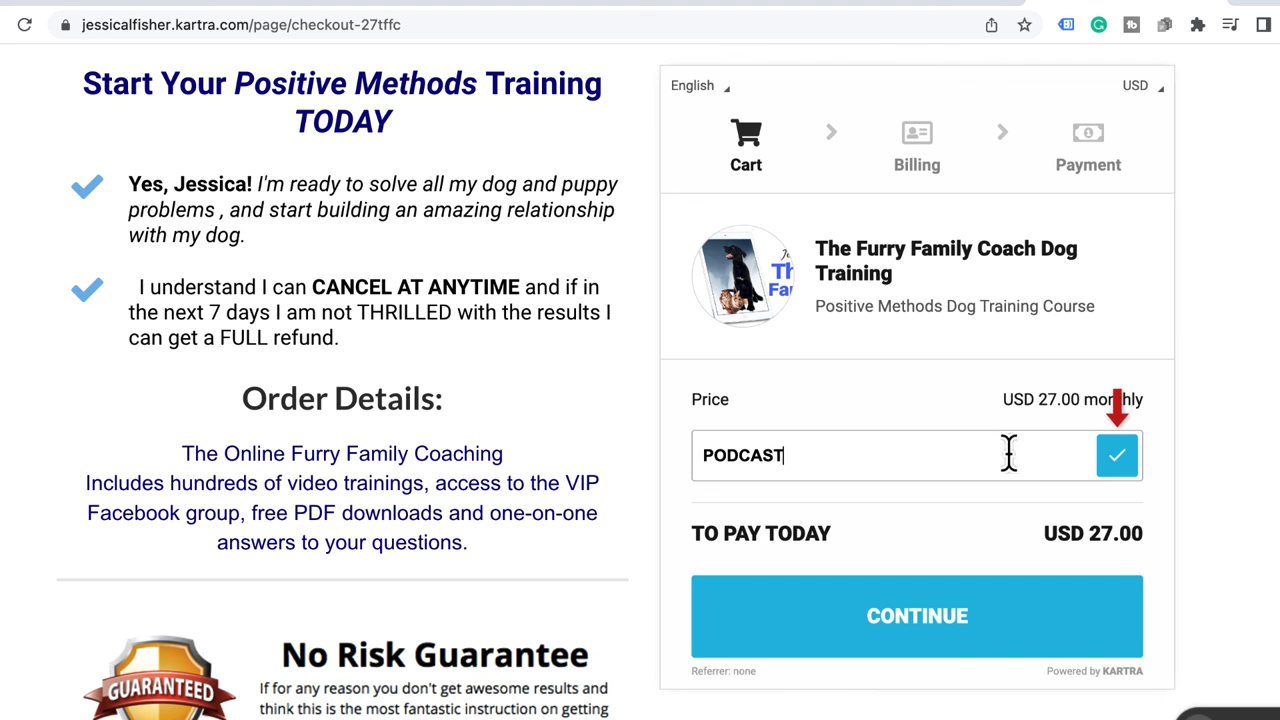 jessicalfisher.kartra.com/page/checkout-27tffc
Start Your Positive Methods Training
TODAY
Yes, Jessica! I'm ready to solve all my dog and puppy
problems , and start building an amazing relationship
with my dog.
I understand I can CANCEL AT ANYTIME and if in
the next 7 days I am not THRILLED with the results I
can get a FULL refund.
Order Details:
The Online Furry Family Coaching
Includes hundreds of video trainings, access to the VIP
Facebook group, free PDF downloads and one-on-one
answers to your questions.
GUARANTEED
No Risk Guarantee
If for any reason you don't get awesome results and
think this is the most fantastic instruction on getting
English
USD
Cart
Billing
Payment
The Furry Family Coach Dog
Training
Positive Methods Dog Training Course
Price
USD 27.00 monthly
PODCAST
TO PAY TODAY
USD 27.00
CONTINUE
Referrer: none
Powered by KARTRA